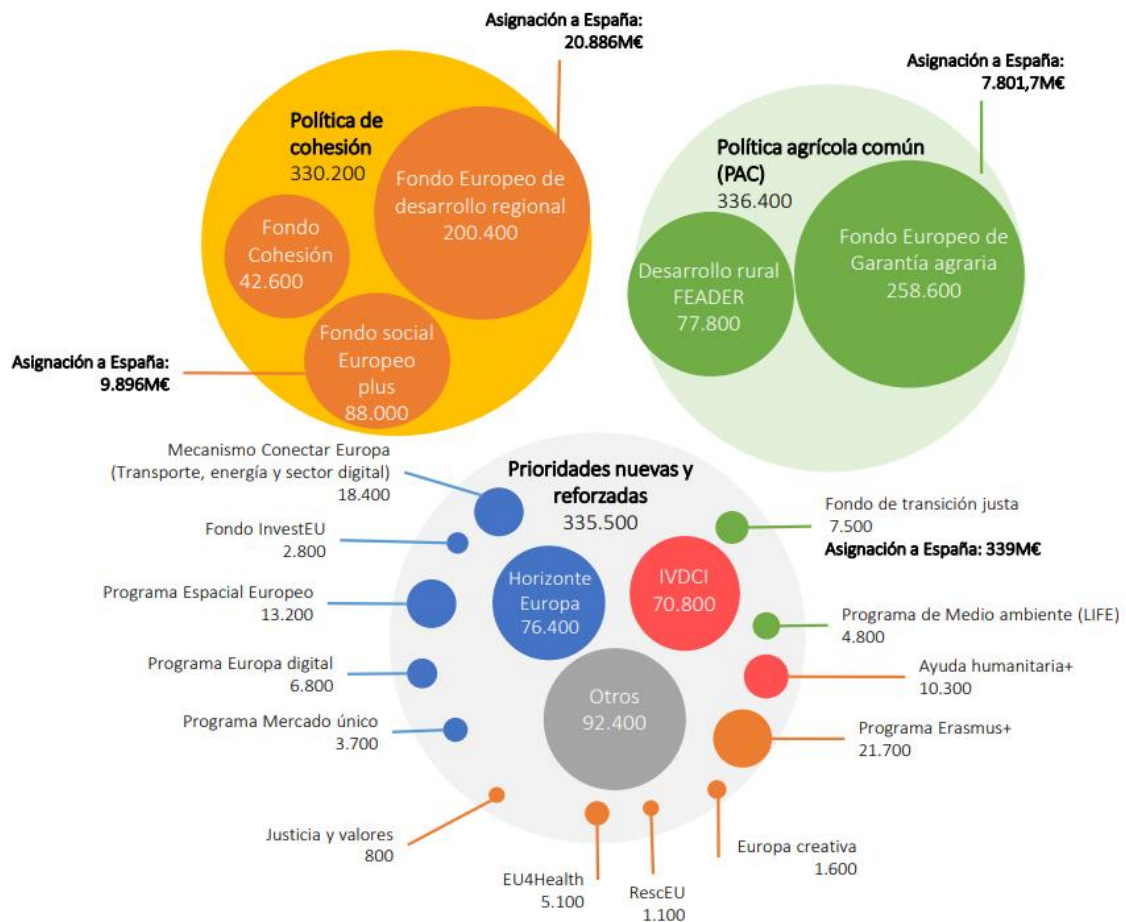 Asignación a España:
20.886M€
Política de
cohesión
330.200
Fondo Europeo de
desarrollo regional
200.400
Fondo
Cohesión
42.600
Fondo social
Europeo
plus
88.000
Asignación a España:
9.896M€
Asignación a España:
7.801,7M€
Política agrícola común
(PAC)
336.400
Fondo Europeo de
Garantía agraria
258.600
Desarrollo rural
FEADER
77.800
Prioridades nuevas y
reforzadas
335.500
Mecanismo Conectar Europa
(Transporte, energía y sector digital)
18.400
Fondo InvestEU
2.800
Programa Espacial Europeo
13.200
Programa Europa digital
6.800
Programa Mercado único
3.700
Horizonte
Europa
76.400
IVDCI
70.800
Otros
92.400
Fondo de transición justa
7.500
Asignación a España: 339M€
Programa de Medio ambiente (LIFE)
4.800
Ayuda humanitaria+
10.300
Programa Erasmus+
21.700
Justicia y valores
800
EU4Health
5.100
RescEU
1.100
Europa creativa
1.600